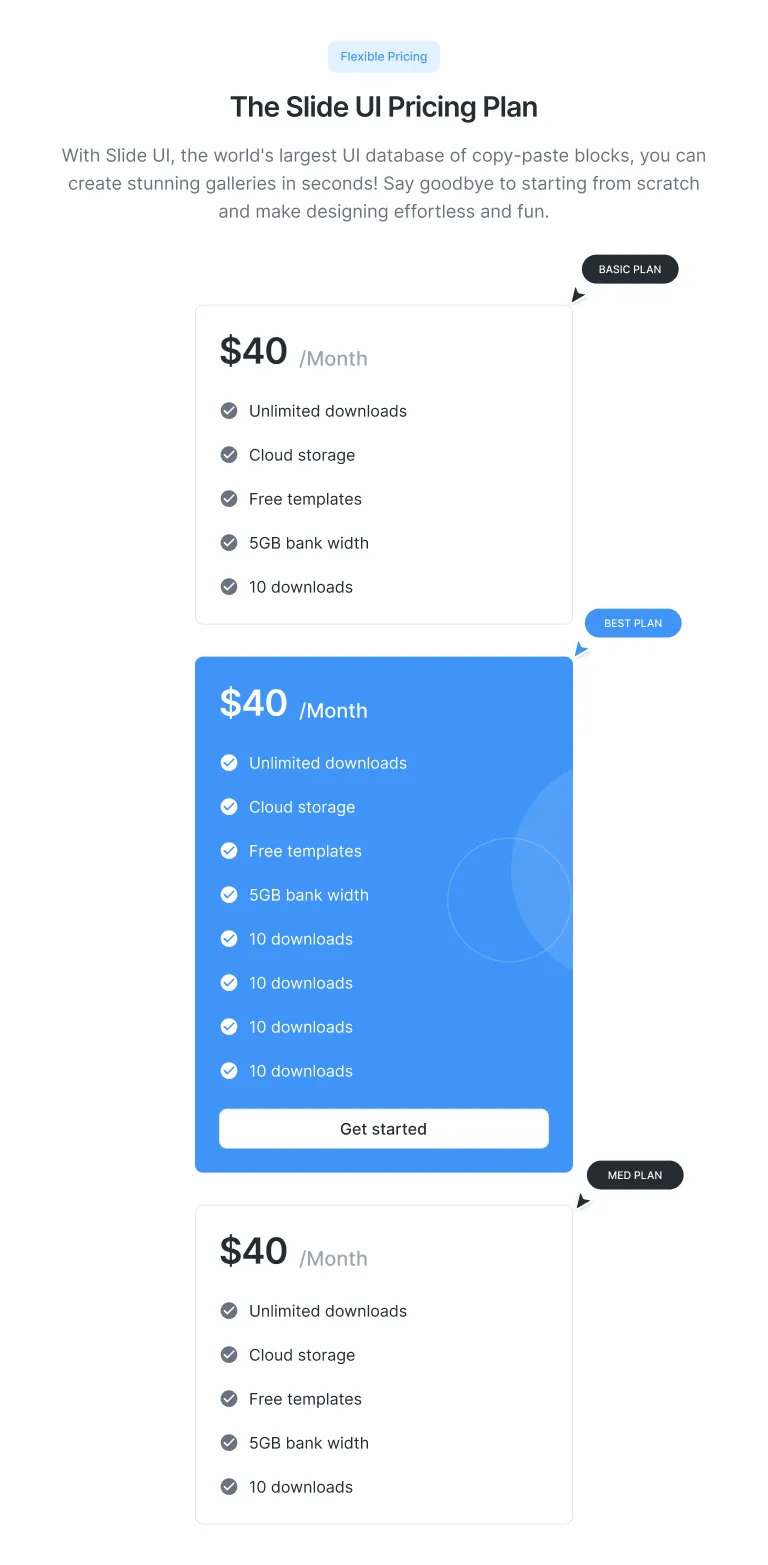 Flexible Pricing
The Slide UI Pricing Plan
With Slide UI, the world's largest UI database of copy-paste blocks, you can
create stunning galleries in seconds! Say goodbye to starting from scratch
and make designing effortless and fun.
BASIC PLAN
$40 /Month
Unlimited downloads
Cloud storage
Free templates
5GB bank width
10 downloads
BEST PLAN
$40 /Month
Unlimited downloads
Cloud storage
Free templates
5GB bank width
10 downloads
10 downloads
10 downloads
10 downloads
Get started
MED PLAN
$40 /Month
Unlimited downloads
Cloud storage
Free templates
5GB bank width
10 downloads